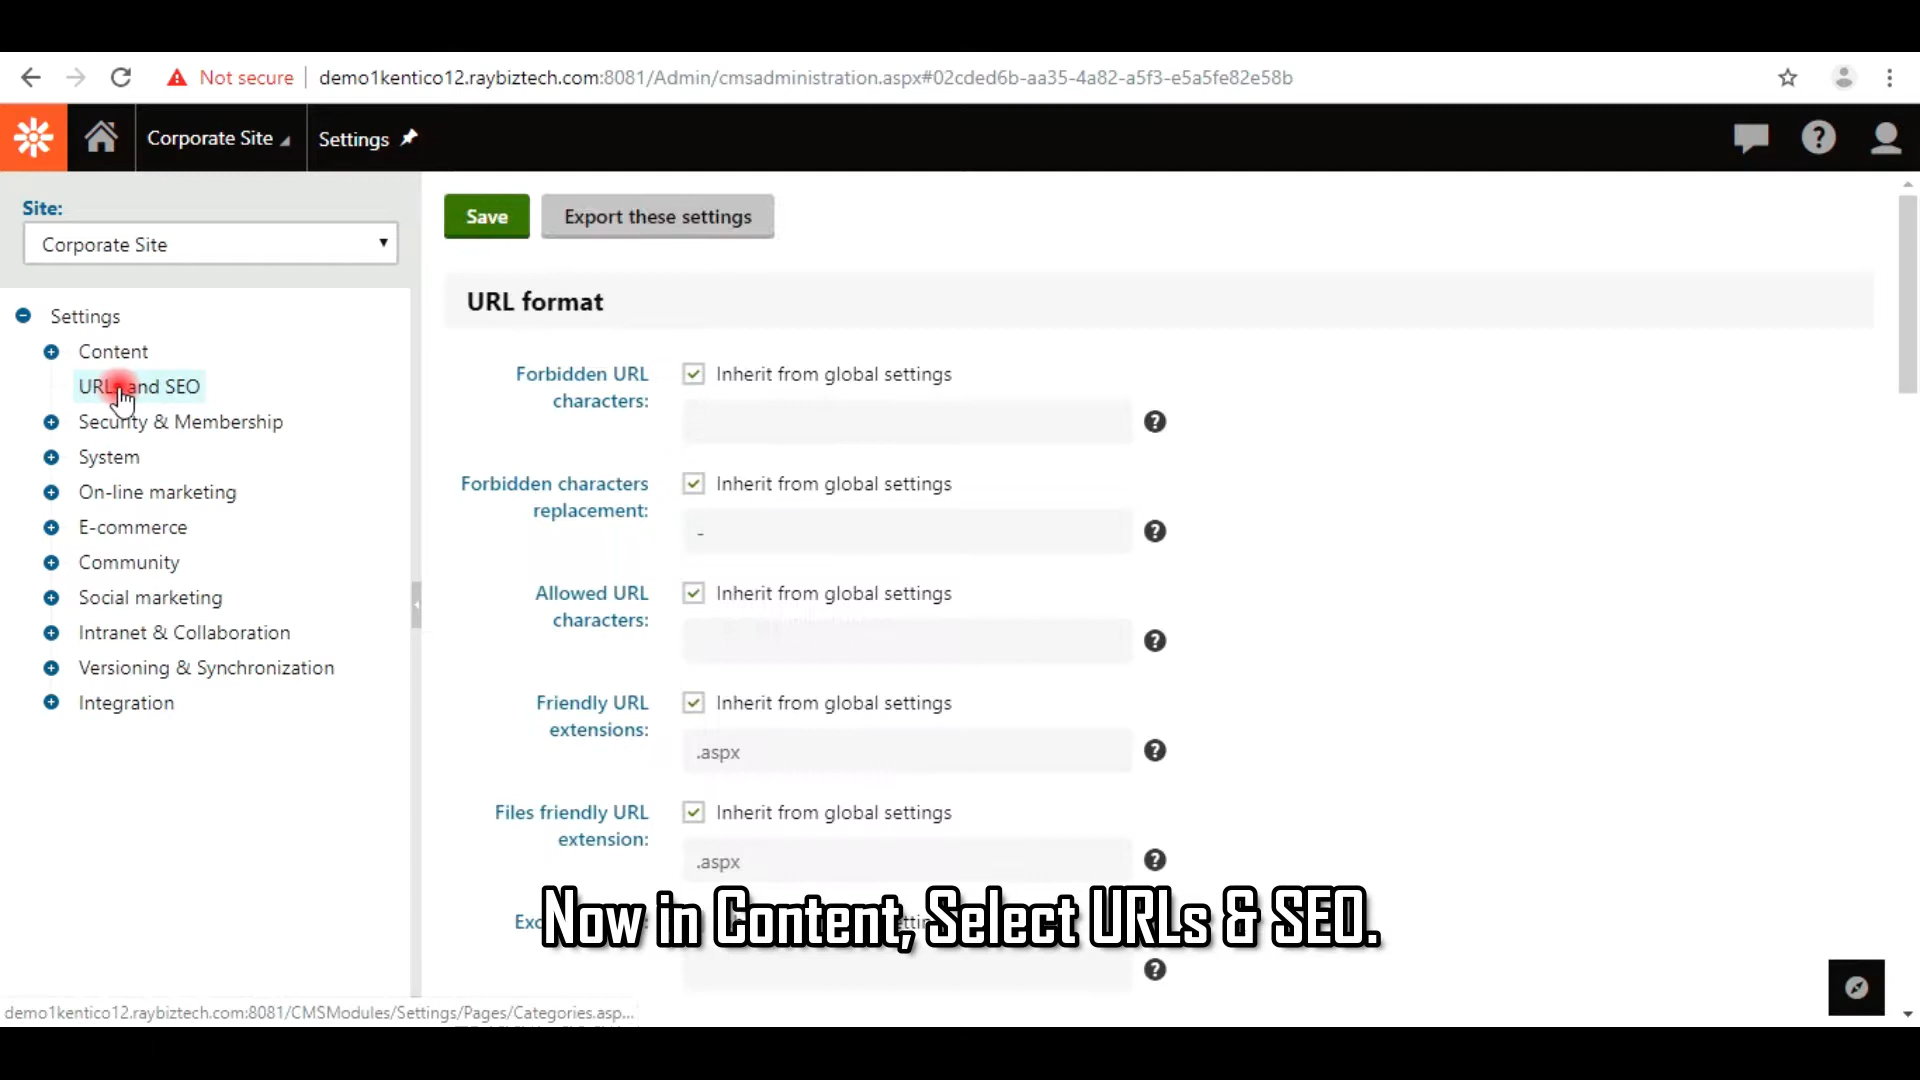 Not secure
demo1kentico12.raybiztech.com:8081/Admin/cmsadministration.aspx#02cded6b-aa35-4a82-a5f3-e5a5fe82e58b
Corporate Site
Settings
Site:
Corporate Site
Settings
Content
URLs and SEO
Security & Membership
System
On-line marketing
E-commerce
Community
Social marketing
Intranet & Collaboration
Versioning & Synchronization
Integration
Save
Export these settings
URL format
Forbidden URL characters:
Inherit from global settings
Forbidden characters replacement:
Inherit from global settings
-
Allowed URL characters:
Inherit from global settings
Friendly URL extensions:
Inherit from global settings
.aspx
Files friendly URL extension:
Inherit from global settings
.aspx
Now in Content, Select URLs & SEO.
demo1kentico12.raybiztech.com:8081/CMSModules/Settings/Pages/Categories.asp...